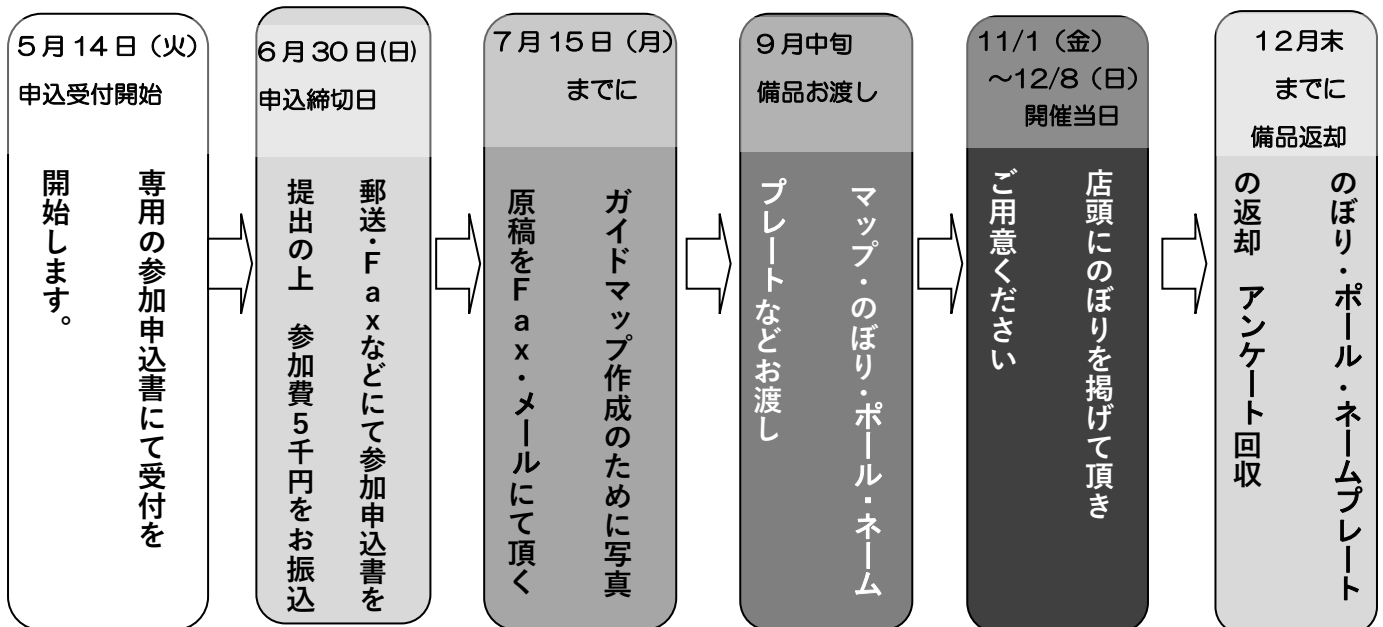 5月14日（火）
申込受付開始
専用の参加申込書にて受付を
開始します。
6月30日(日)
申込締切日
郵送・Faxなどにて参加申込書を
提出の上　参加費5千円をお振込
7月15日（月）
までに
ガイドマップ作成のために写真
原稿をFax・メールにて頂く
9月中旬
備品お渡し
マップ・のぼり・ポール・ネーム
プレートなどお渡し
11/1（金）
～12/8（日）
開催当日
店頭にのぼりを掲げて頂き
ご用意ください
12月末
までに
備品返却
のぼり・ポール・ネームプレート
の返却　アンケート回収